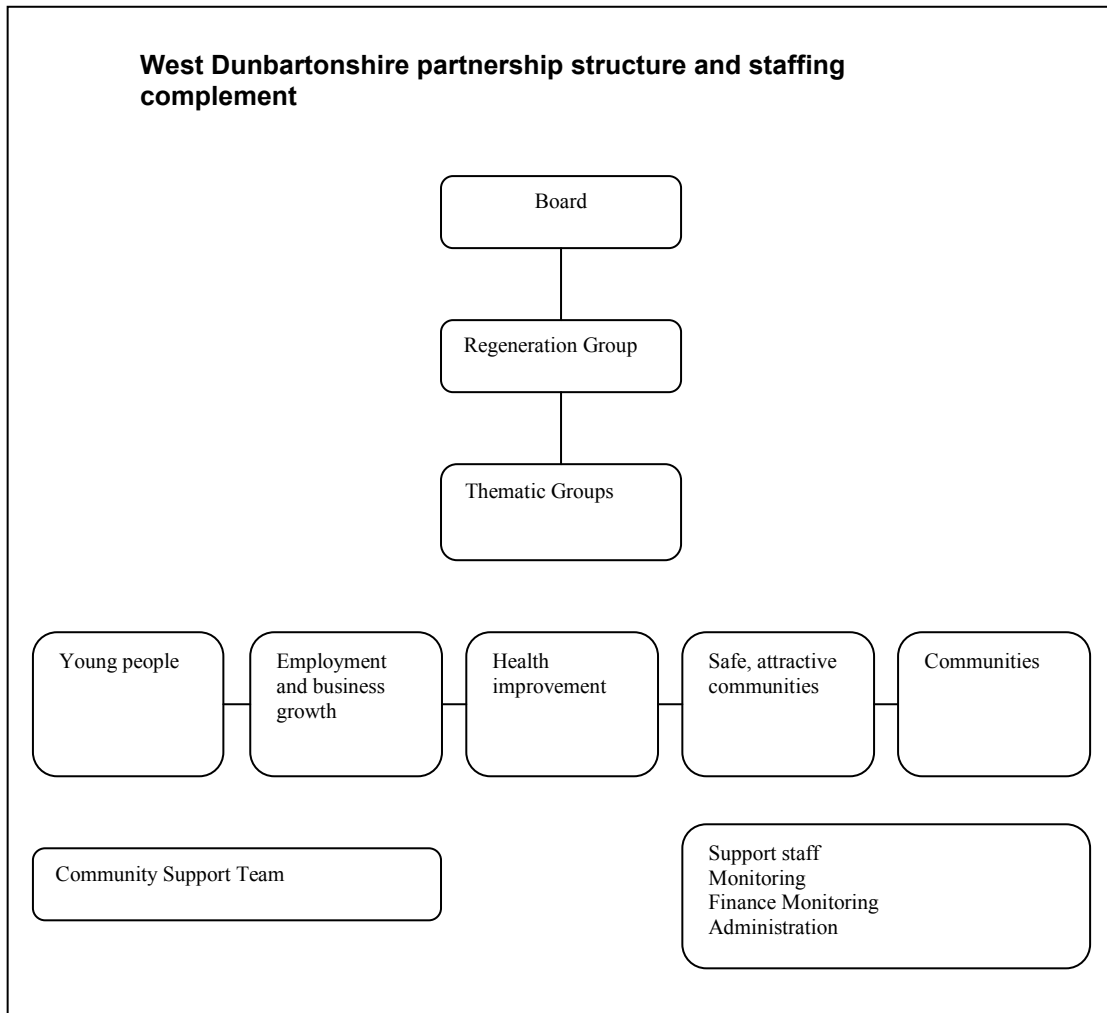 West Dunbartonshire partnership structure and staffing
complement
Board
Regeneration Group
Thematic Groups
Young people
Employment
and business
growth
Health
improvement
Safe, attractive
communities
Communities
Community Support Team
Support staff
Monitoring
Finance Monitoring
Administration